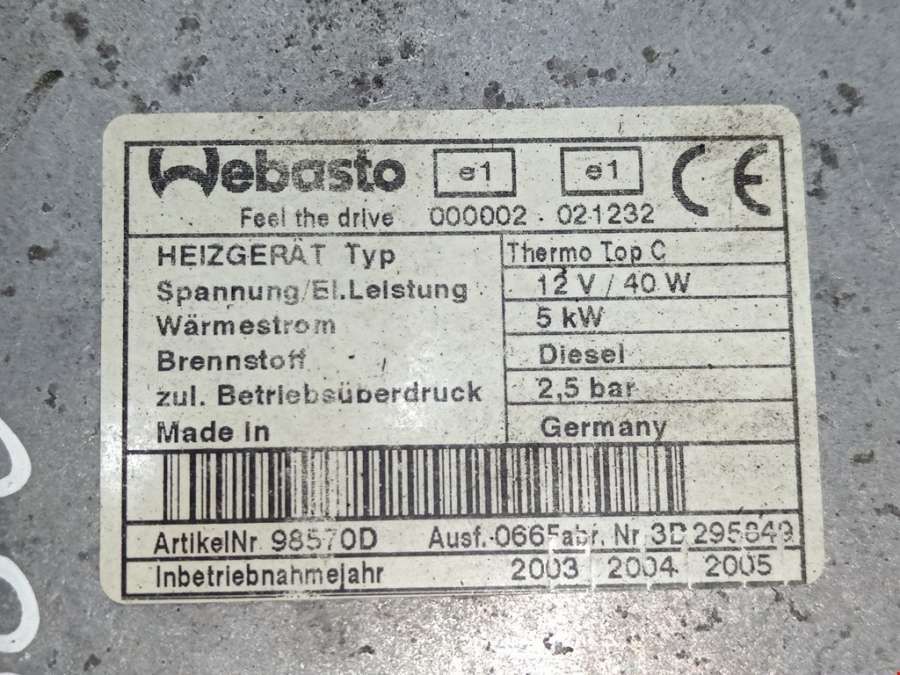 Webasto e1 e1 CE
Feel the drive 000002 021232
HEIZGERÄT Typ Thermo Top C
Spannung/El.Leistung 12 V / 40 W
Wärmestrom 5 kW
Brennstoff Diesel
zul. Betriebsüberdruck 2,5 bar
Made in Germany
ArtikelNr 98570D Ausf.-066 Fabr. Nr 3D 295849
Inbetriebnahmejahr 2003 2004 2005